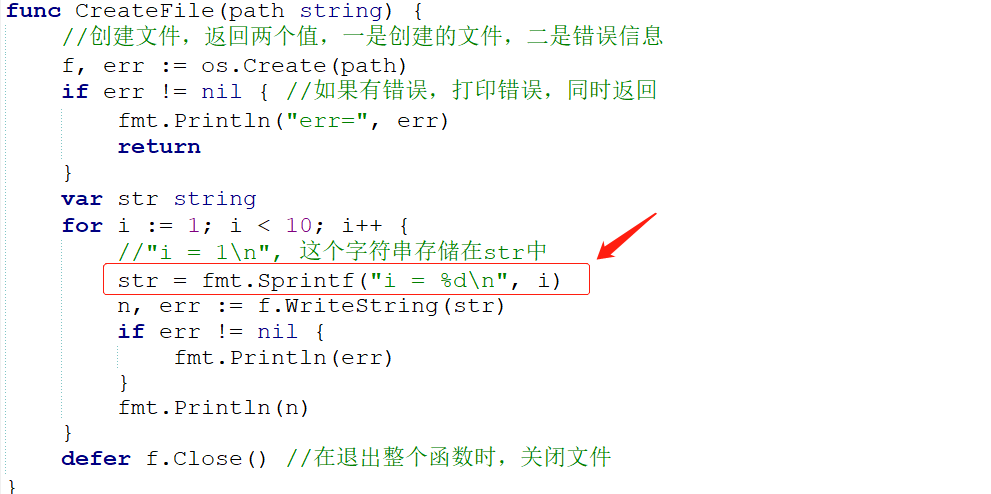 func CreateFile(path string) {
    //创建文件，返回两个值，一是创建的文件，二是错误信息
    f, err := os.Create(path)
    if err != nil { //如果有错误，打印错误，同时返回
        fmt.Println("err=", err)
        return
    }
    var str string
    for i := 1; i < 10; i++ {
        //"i = 1\n", 这个字符串存储在str中
        str = fmt.Sprintf("i = %d\n", i)
        n, err := f.WriteString(str)
        if err != nil {
            fmt.Println(err)
        }
        fmt.Println(n)
    }
    defer f.Close() //在退出整个函数时，关闭文件
}